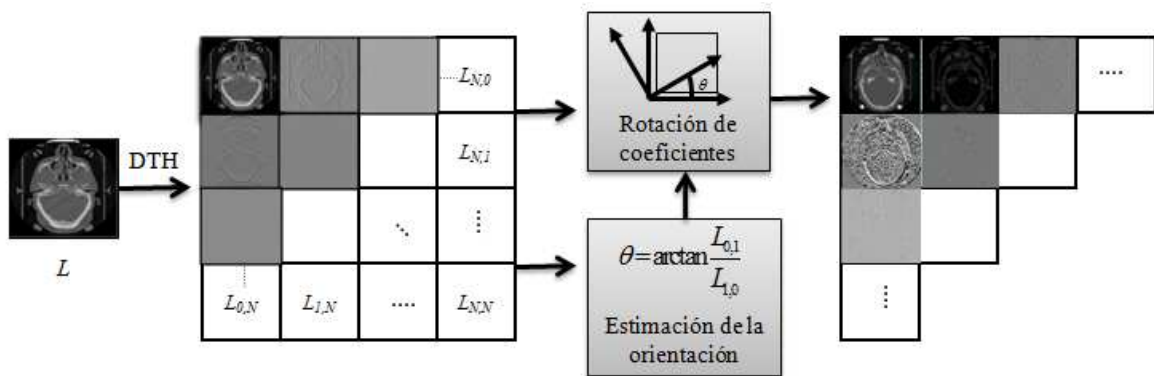 L
DTH
L_{N,0}
L_{N,1}
⋱
⋮
L_{0,N}
L_{1,N}
....
L_{N,N}
θ
Rotación de
coeficientes
θ = arctan L_{0,1} / L_{1,0}
Estimación de la
orientación
....
⋮